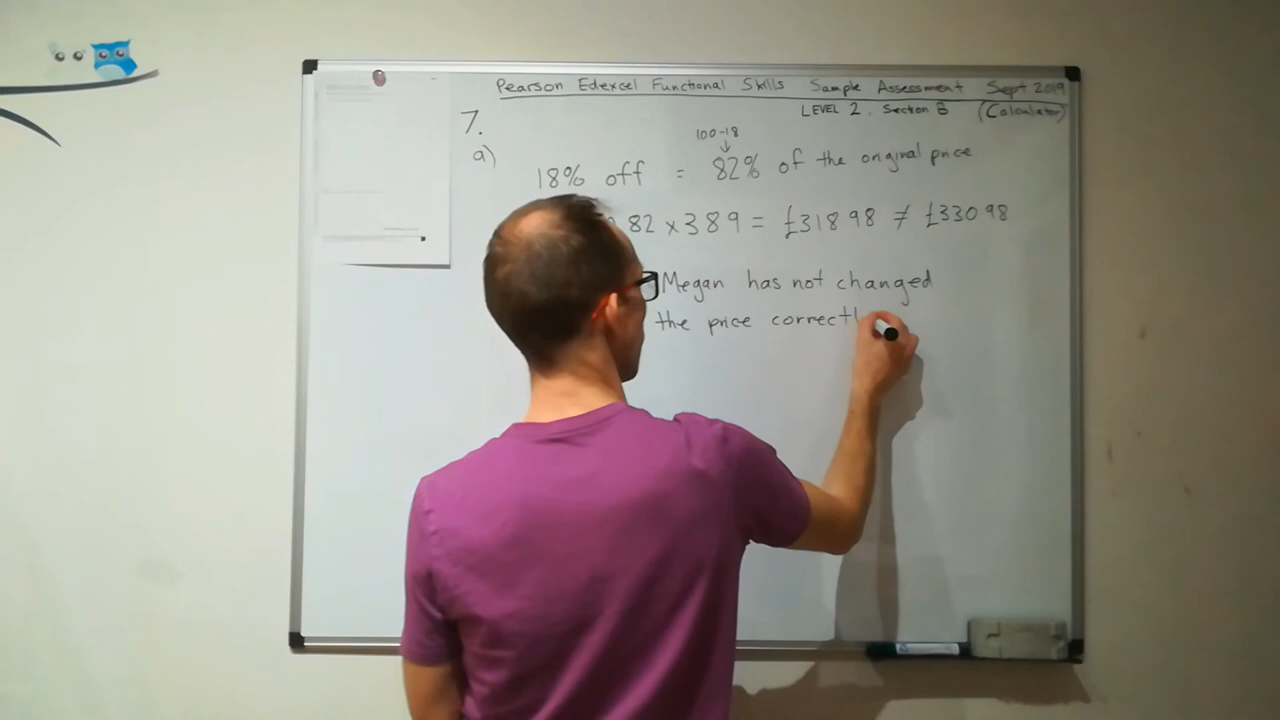 Pearson Edexcel Functional Skills Sample Assessment Sept 2019
LEVEL 2, Section B (Calculator)
7.
100-18
↓
a) 18% off = 82% of the original price
82 x 389 = £318 98 ≠ £330 98
Megan has not changed
the price correctl